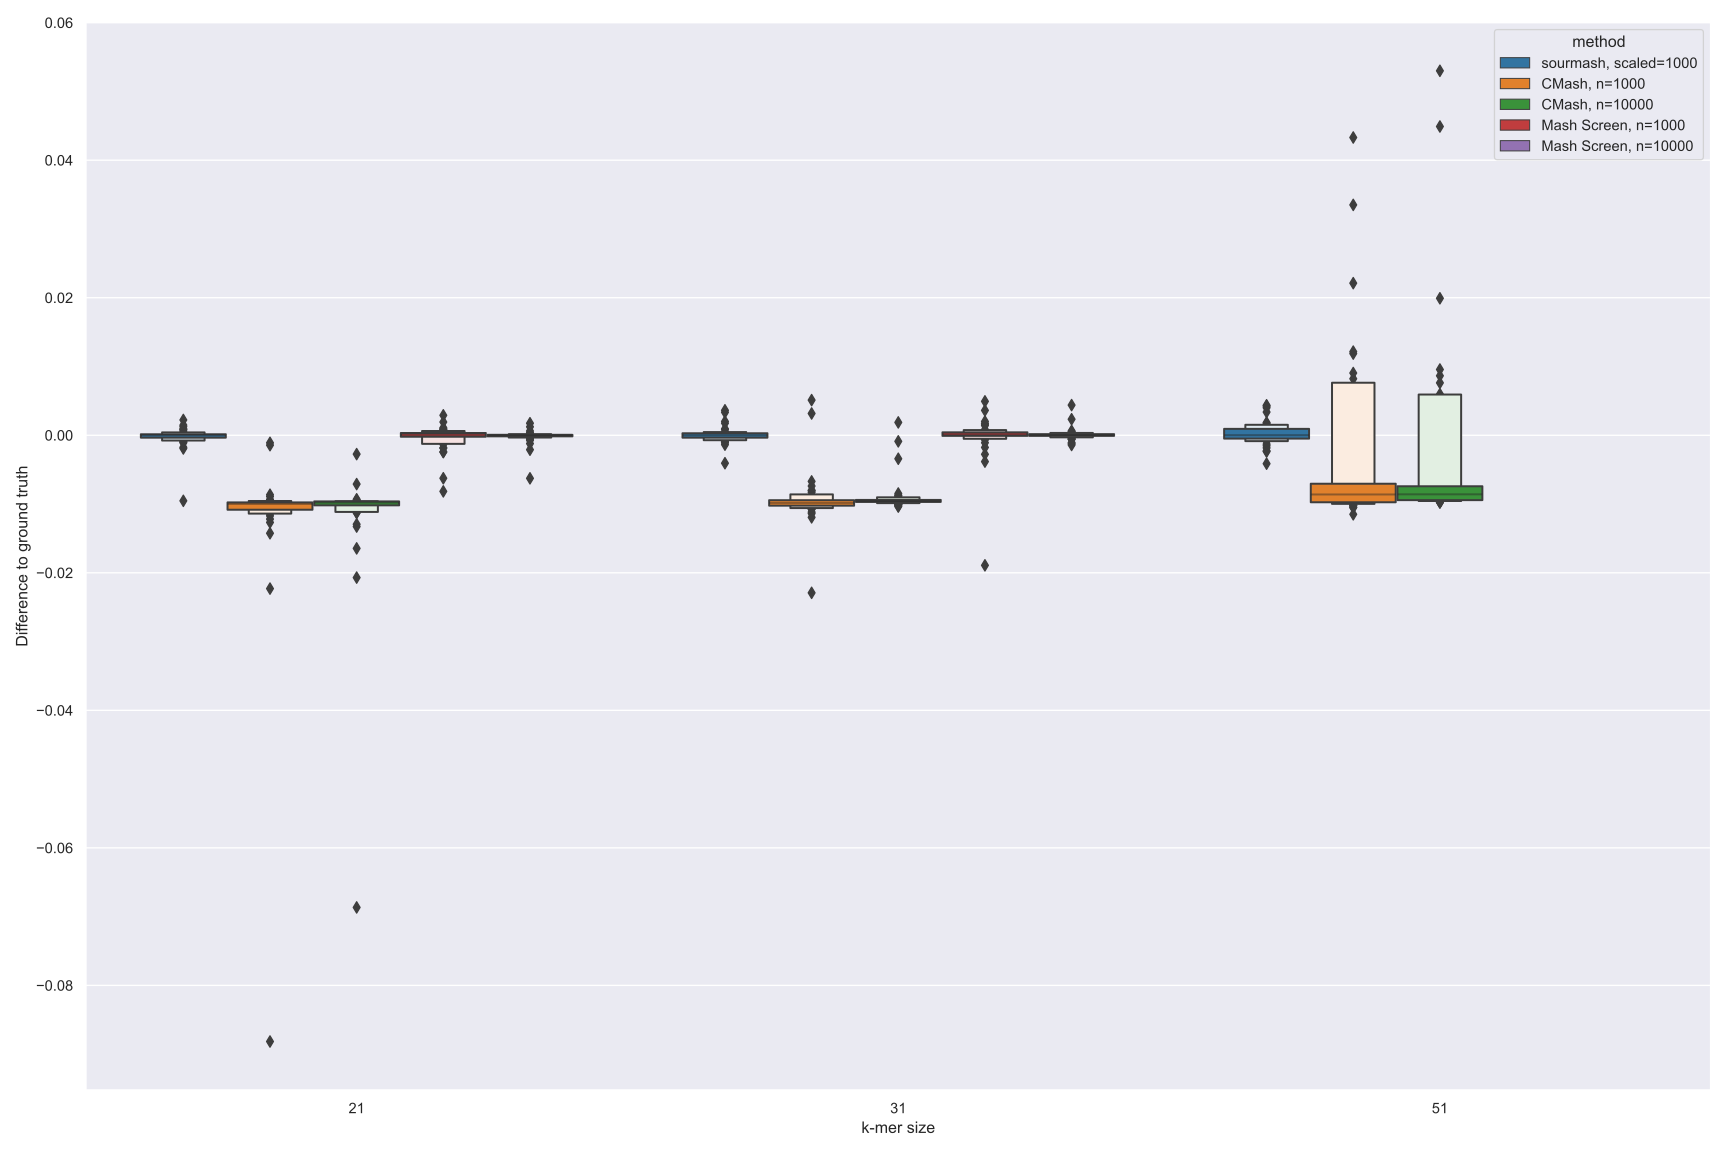 0.06
0.04
0.02
0.00
−0.02
−0.04
−0.06
−0.08
Difference to ground truth
method
sourmash, scaled=1000
CMash, n=1000
CMash, n=10000
Mash Screen, n=1000
Mash Screen, n=10000
21
31
51
k-mer size